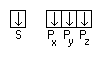 ↓ ↓ ↓ ↓
S Px Py Pz